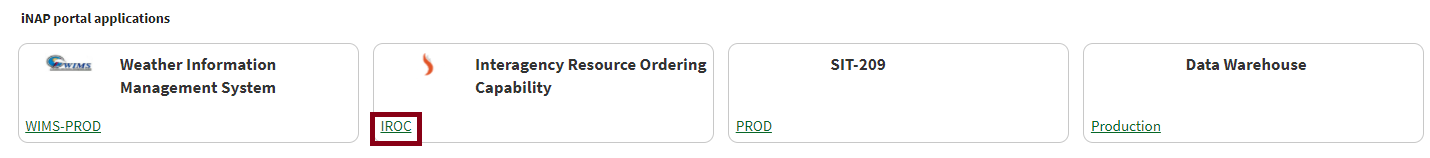 iNAP portal applications
WIMS
Weather Information
Management System
WIMS-PROD
Interagency Resource Ordering
Capability
IROC
SIT-209
PROD
Data Warehouse
Production